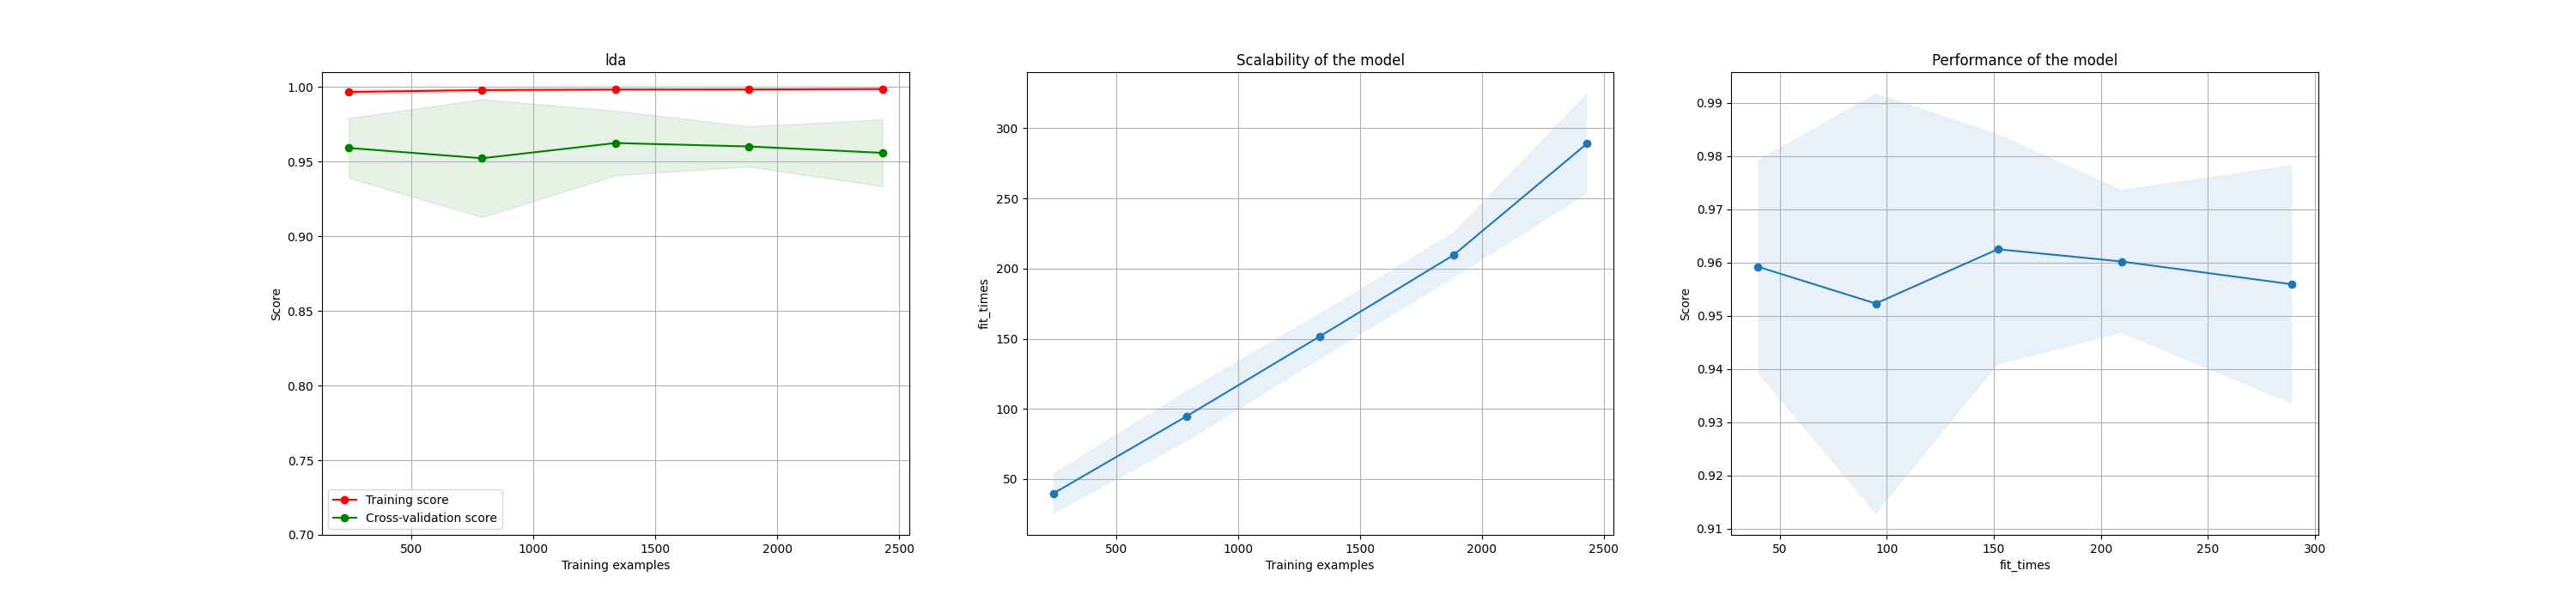 lda
1.00
0.95
0.90
0.85
0.80
0.75
0.70
Score
Training score
Cross-validation score
500 1000 1500 2000 2500
Training examples
Scalability of the model
300
250
200
150
100
50
fit_times
500 1000 1500 2000 2500
Training examples
Performance of the model
0.99
0.98
0.97
0.96
0.95
0.94
0.93
0.92
0.91
Score
50 100 150 200 250 300
fit_times